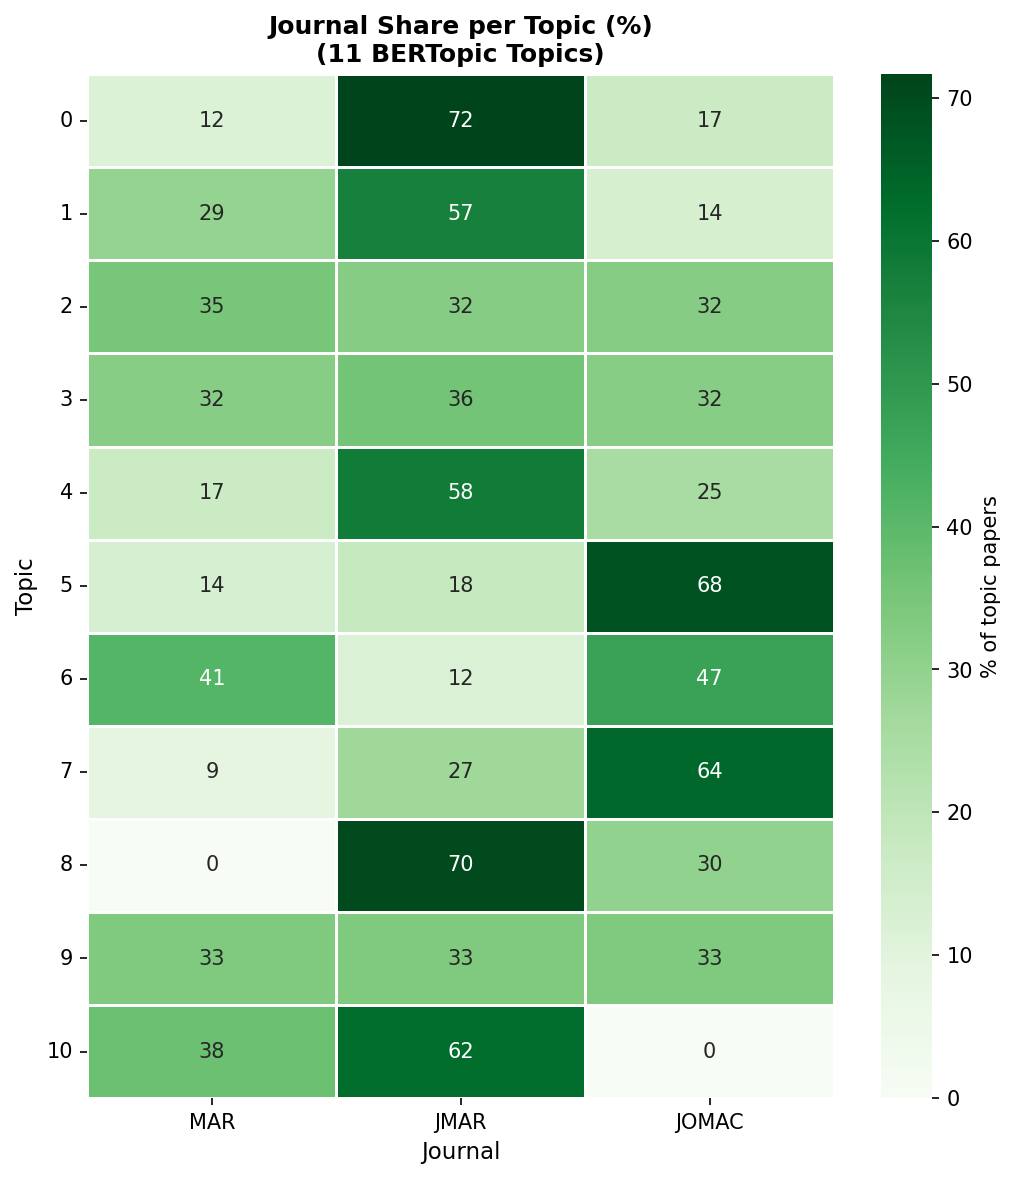 Journal Share per Topic (%)
(11 BERTopic Topics)
0 12 72 17
1 29 57 14
2 35 32 32
3 32 36 32
4 17 58 25
5 14 18 68
6 41 12 47
7 9 27 64
8 0 70 30
9 33 33 33
10 38 62 0
MAR JMAR JOMAC
Journal
Topic
70
60
50
40
30
20
10
0
% of topic papers